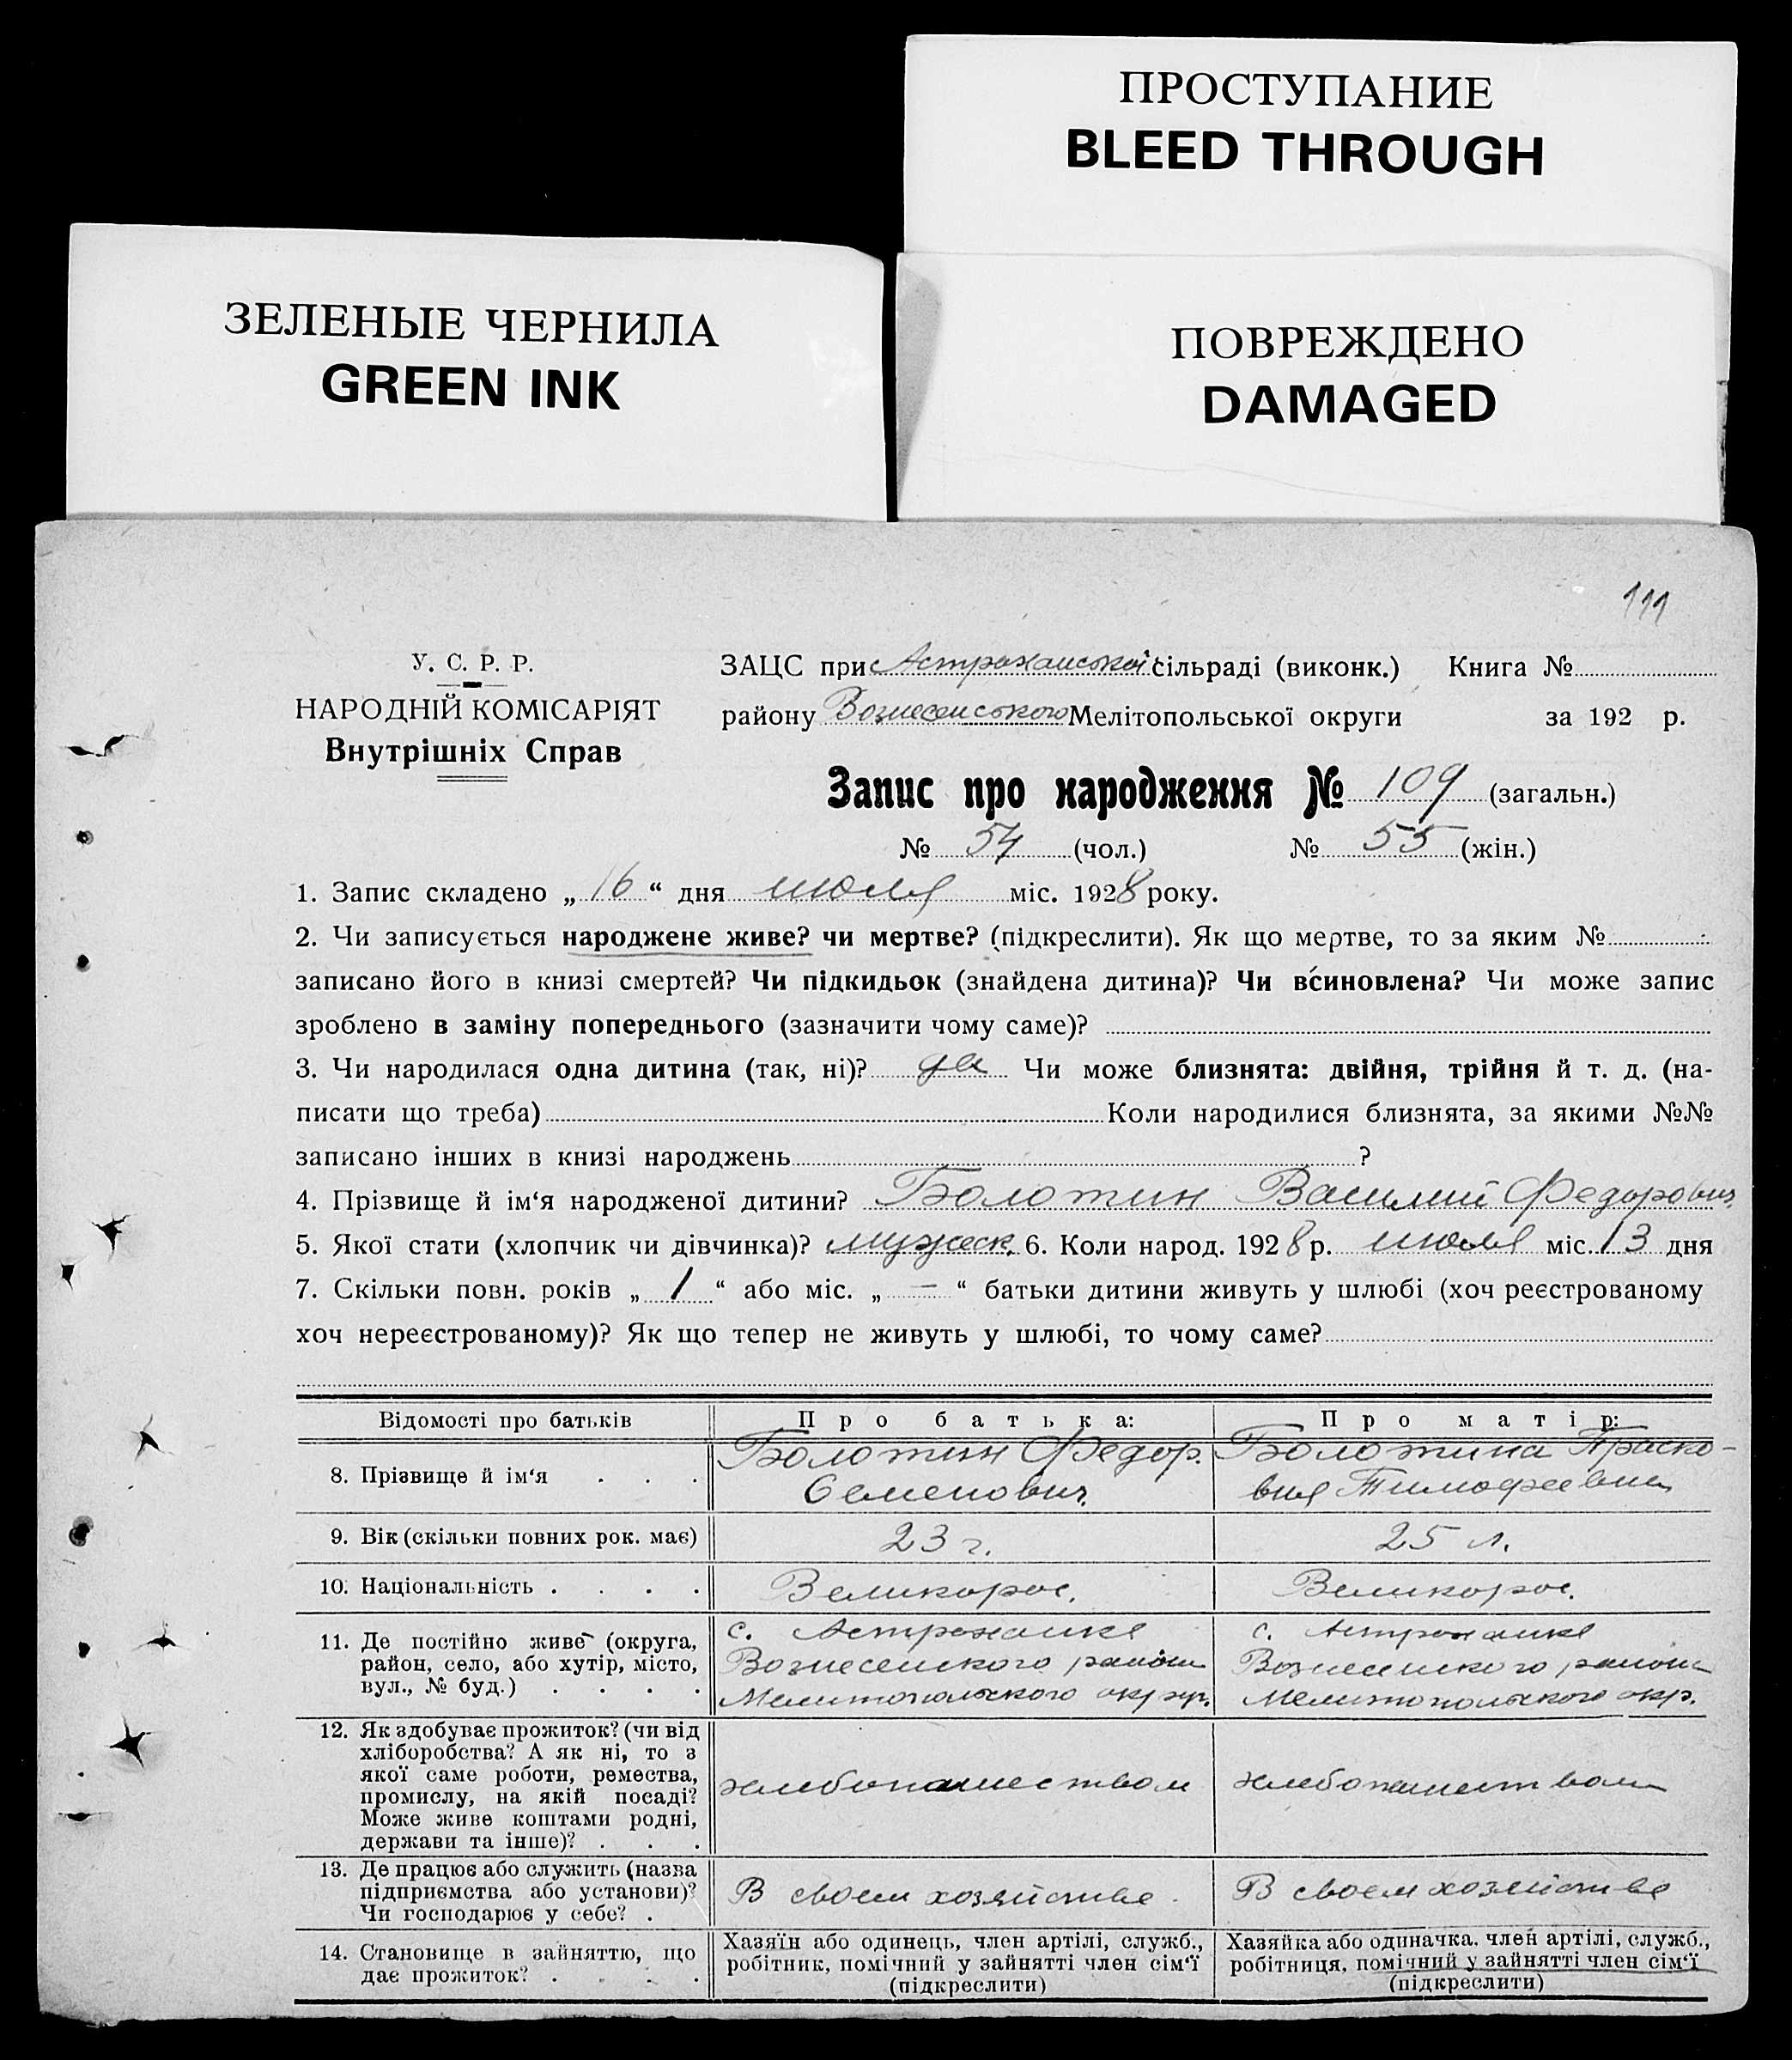 ПРОСТУПАНИЕ
BLEED THROUGH
ЗЕЛЕНЫЕ ЧЕРНИЛА
GREEN INK
ПОВРЕЖДЕНО
DAMAGED
111
У. С. Р. Р.
НАРОДНІЙ КОМІСАРІЯТ
Внутрішніх Справ
ЗАЦС при Астраханської сільраді (виконк.) Книга №
району Вознесенського Мелітопольської округи за 192 р.
Запис про народження № 109 (загальн.)
№ 54 (чол.) № 55 (жін.)
1. Запис складено „ 16 “ дня июля міс. 1928 року.
2. Чи записується народжене живе? чи мертве? (підкреслити). Як що мертве, то за яким №
записано його в книзі смертей? Чи підкидьок (знайдена дитина)? Чи всиновлена? Чи може запис
зроблено в заміну попереднього (зазначити чому саме)?
3. Чи народилася одна дитина (так, ні)? да Чи може близнята: двійня, трійня й т. д. (на-
писати що треба) Коли народилися близнята, за якими №№
записано інших в книзі народжень ?
4. Прізвище й ім‘я народженої дитини? Болотин Василий Федорович
5. Якої стати (хлопчик чи дівчинка)? мужеск. 6. Коли народ. 1928 р. июля міс. 13 дня
7. Скільки повн. років „ 1 “ або міс. „ — “ батьки дитини живуть у шлюбі (хоч реєстрованому
хоч нереєстрованому)? Як що тепер не живуть у шлюбі, то чому саме?
Відомості про батьків Про батька: Про матір:
8. Прізвище й ім‘я . . . Болотин Федор. Семенович. Болотина Праско-
вия Тимофеевна
9. Вік (скільки повних рок. має) 23 г. 25 л.
10. Національність . . . . Великорос. Великорос.
11. Де постійно живе (округа, район, село, або хутір, місто, вул., № буд.) . . . .
с. Астраханка
Вознесенского района
Мелитопольского округ.
с. Астраханка
Вознесенского района
Мелитопольского окр.
12. Як здобуває прожиток? (чи від
хліборобства? А як ні, то з
якої саме роботи, ремества,
промислу, на якій посаді?
Може живе коштами родні,
держави та інше)? . . .
хлебопашеством
хлебопашеством
13. Де працює або служить (назва
підприємства або установи)?
Чи господарює у себе? .
В своем хозяйстве.
В своем хозяйстве
14. Становище в зайняттю, що
дає прожиток? . . . .
Хазяїн або одинець, член артілі, служб.,
робітник, помічний у зайнятті член сім‘ї
(підкреслити)
Хазяйка або одиначка, член артілі, служб.,
робітниця, помічний у зайнятті член сім‘ї
(підкреслити)